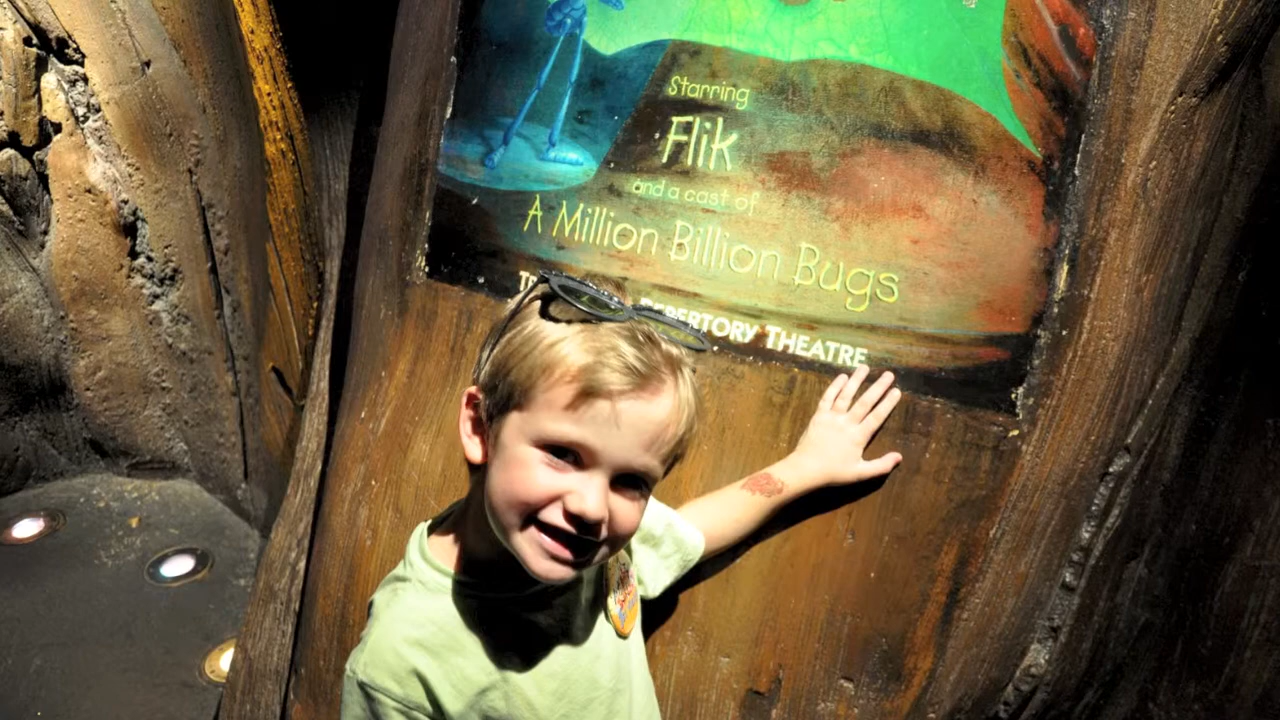 Starring
Flik
and a cast of
A Million Billion Bugs
REPERTORY THEATRE